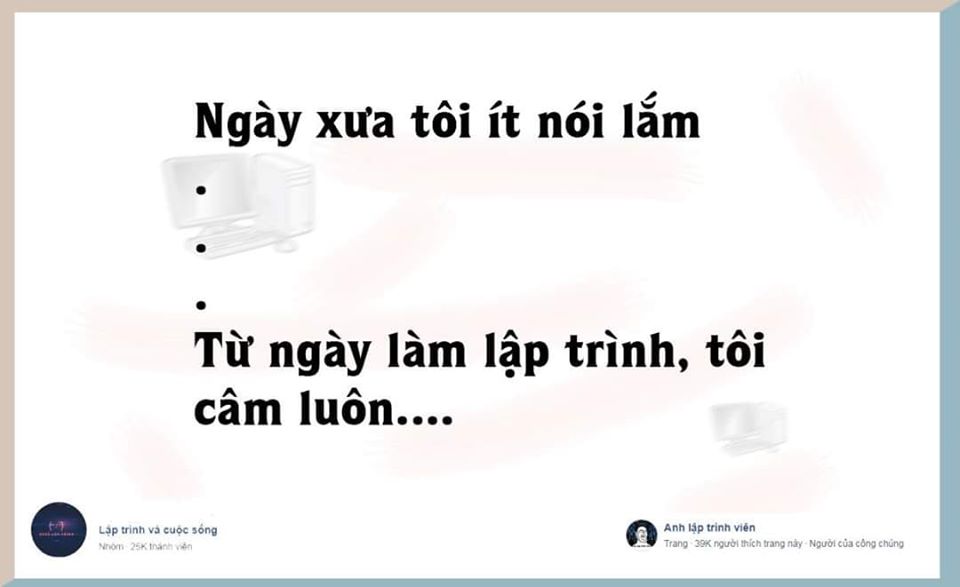 Ngày xưa tôi ít nói lắm
.
.
.
Từ ngày làm lập trình, tôi
câm luôn....
Lập trình và cuộc sống
Nhóm · 25K thành viên
Anh lập trình viên
Trang · 39K người thích trang này · Người của công chúng